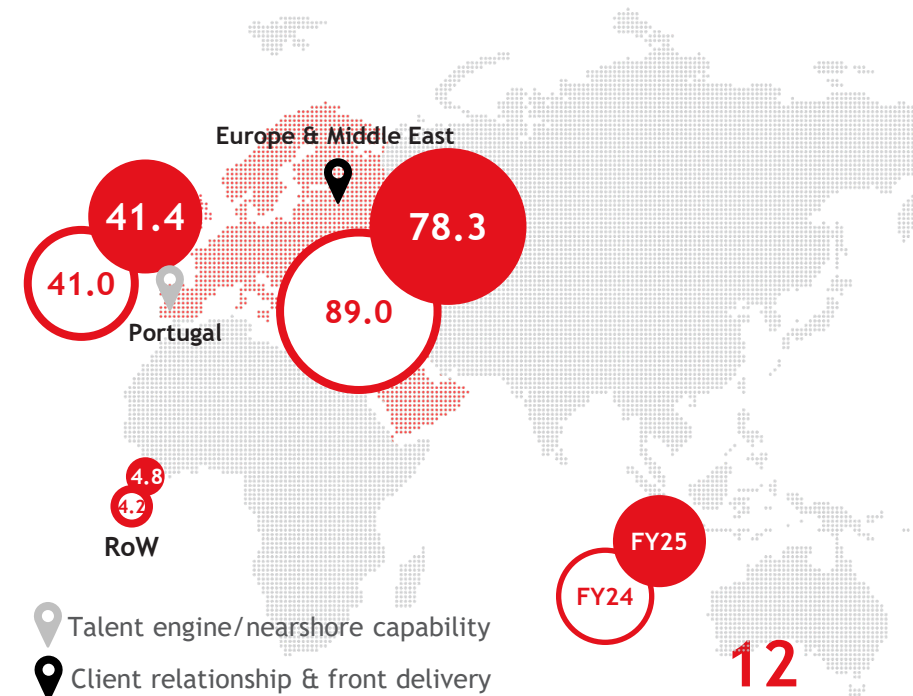 Europe & Middle East
41.4
78.3
41.0
89.0
Portugal
4.8
4.2
RoW
FY25
FY24
Talent engine/nearshore capability
12
Client relationship & front delivery